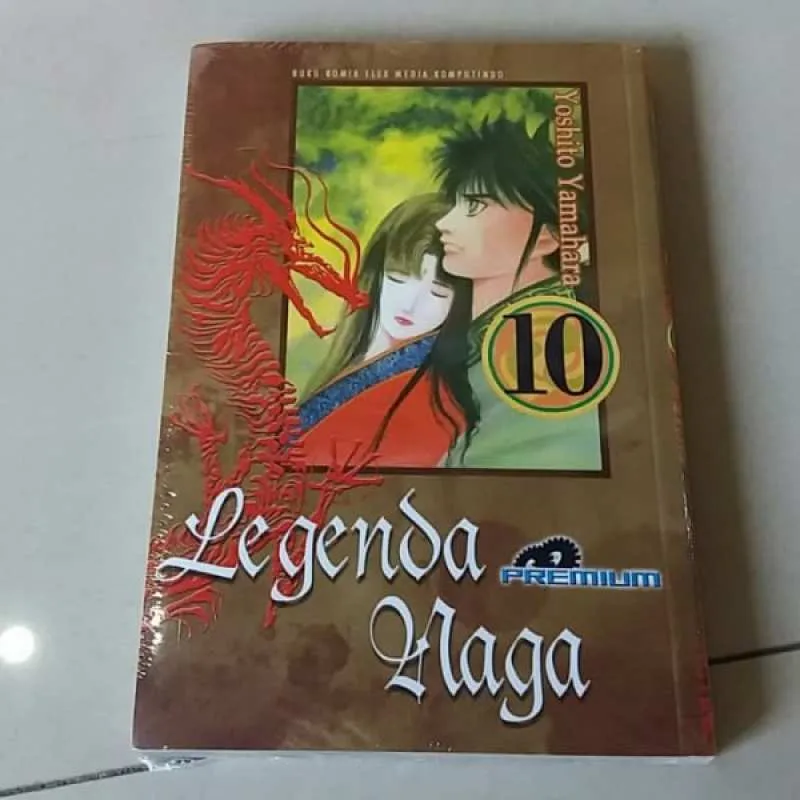 BUKU KOMIK ELEX MEDIA KOMPUTINDO
Yoshito Yamahara
10
Legenda
PREMIUM
Naga